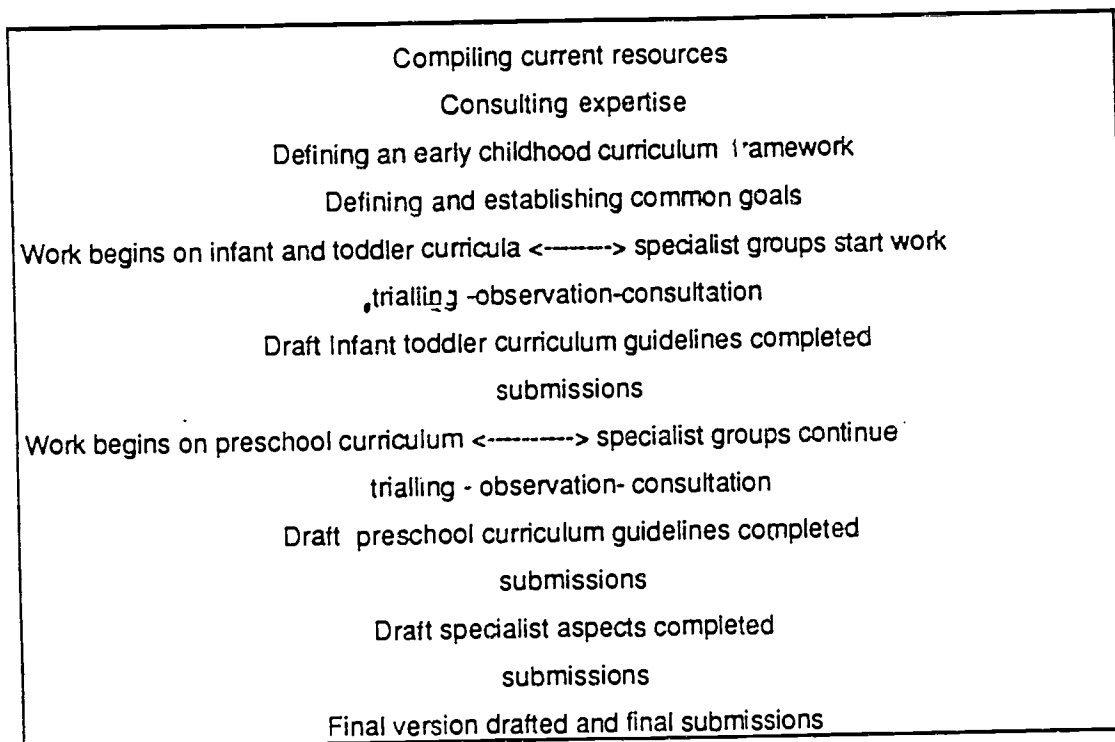 Compiling current resources
Consulting expertise
Defining an early childhood curriculum framework
Defining and establishing common goals
Work begins on infant and toddler curricula <--------> specialist groups start work
trialling -observation-consultation
Draft Infant toddler curriculum guidelines completed
submissions
Work begins on preschool curriculum <----------> specialist groups continue
trialling - observation- consultation
Draft preschool curriculum guidelines completed
submissions
Draft specialist aspects completed
submissions
Final version drafted and final submissions